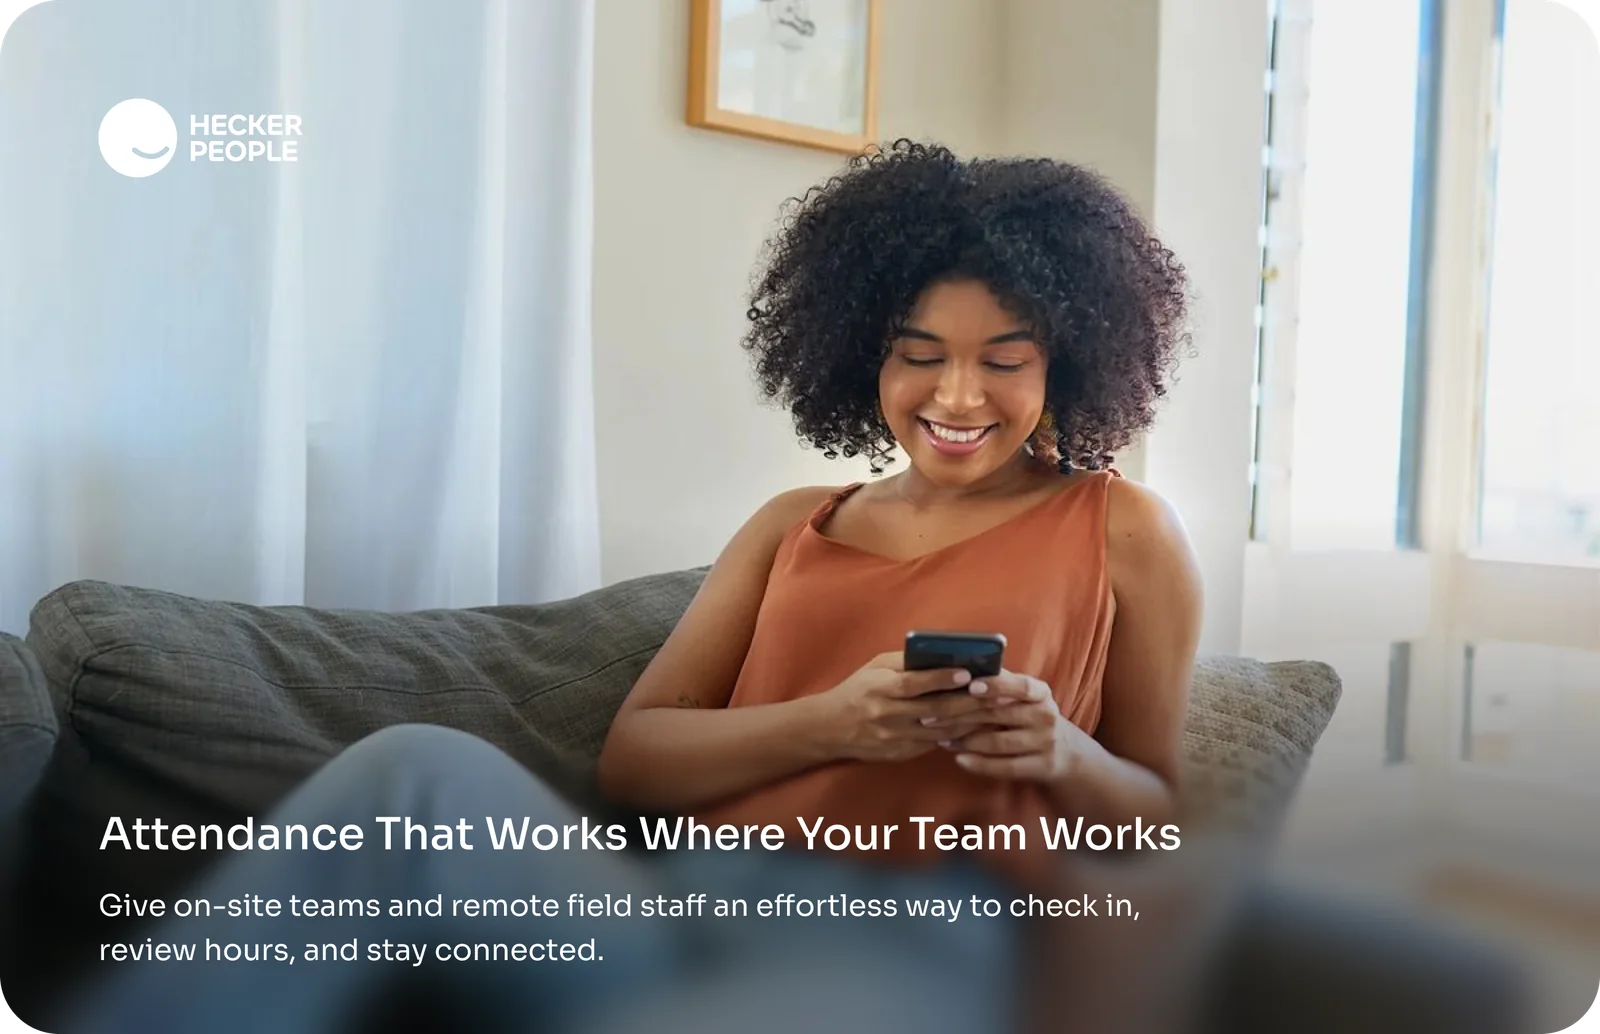 HECKER
PEOPLE
Attendance That Works Where Your Team Works
Give on-site teams and remote field staff an effortless way to check in,
review hours, and stay connected.